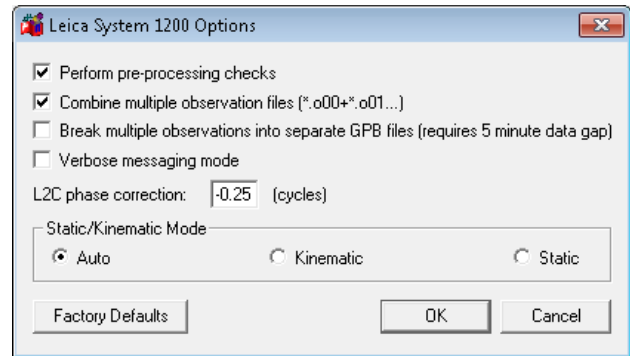 Leica System 1200 Options
Perform pre-processing checks
Combine multiple observation files (*.o00+*.o01...)
Break multiple observations into separate GPB files (requires 5 minute data gap)
Verbose messaging mode
L2C phase correction: -0.25 (cycles)
Static/Kinematic Mode
Auto Kinematic Static
Factory Defaults OK Cancel